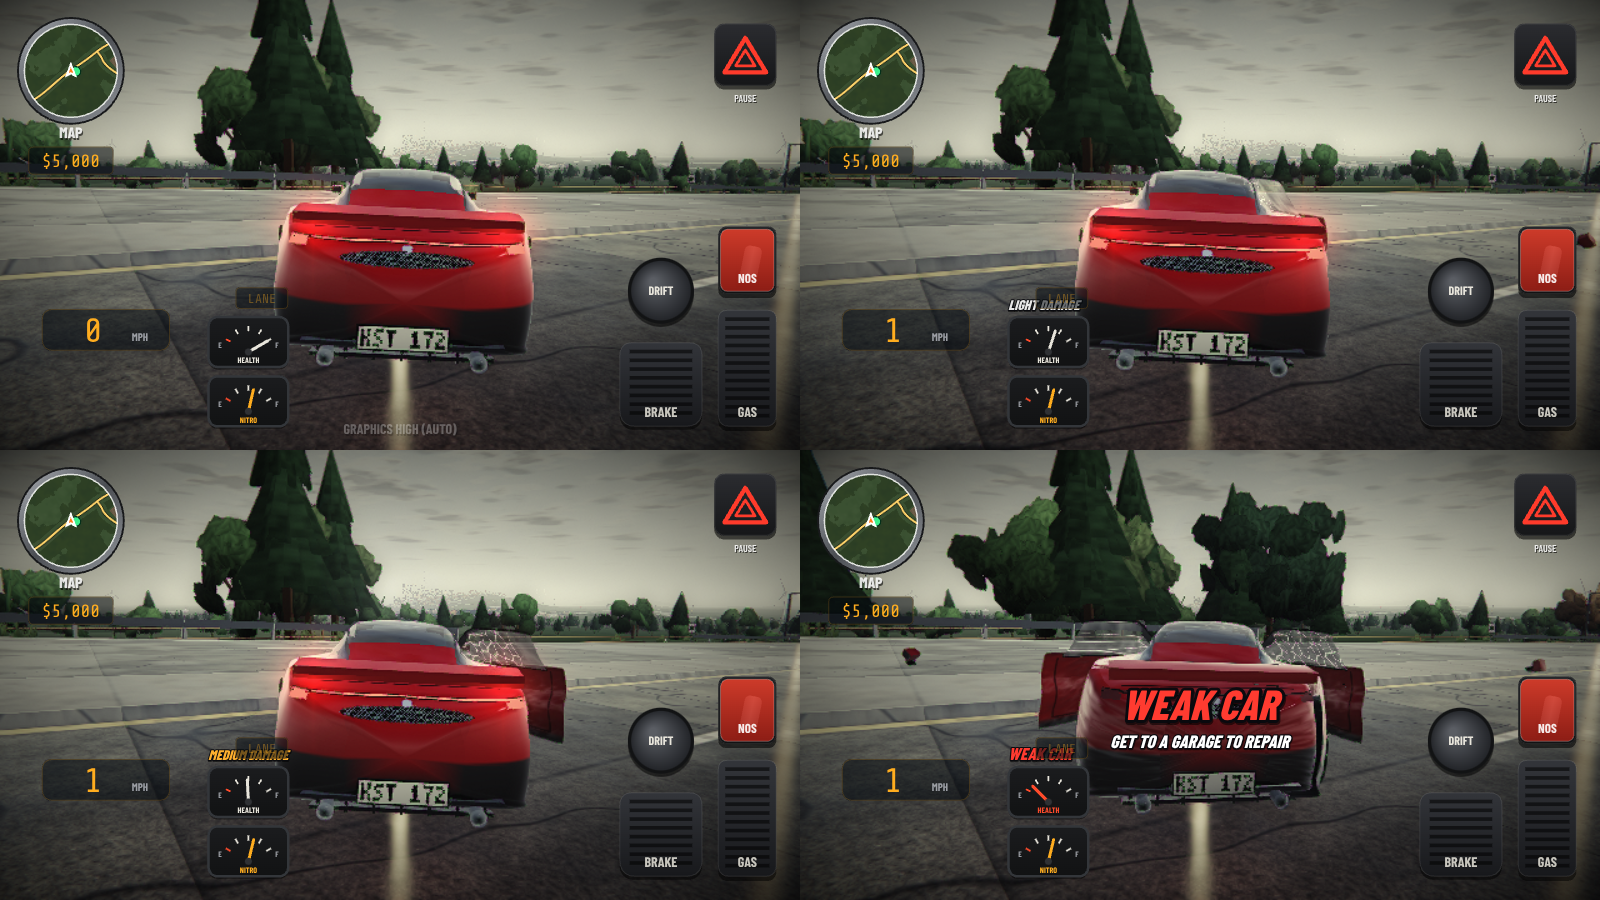 MAP
$5,000
PAUSE
NOS
DRIFT
LANE
0 MPH
E F
HEALTH
KST 172
E F
NITRO
BRAKE
GAS
GRAPHICS HIGH (AUTO)
MAP
$5,000
PAUSE
NOS
DRIFT
LIGHT DAMAGE
LANE
1 MPH
E F
HEALTH
KST 172
E F
NITRO
BRAKE
GAS
MAP
$5,000
PAUSE
NOS
DRIFT
MEDIUM DAMAGE
LANE
1 MPH
E F
HEALTH
KST 172
E F
NITRO
BRAKE
GAS
MAP
$5,000
PAUSE
WEAK CAR
GET TO A GARAGE TO REPAIR
NOS
DRIFT
WEAK CAR
LANE
1 MPH
E F
HEALTH
KST 172
E F
NITRO
BRAKE
GAS